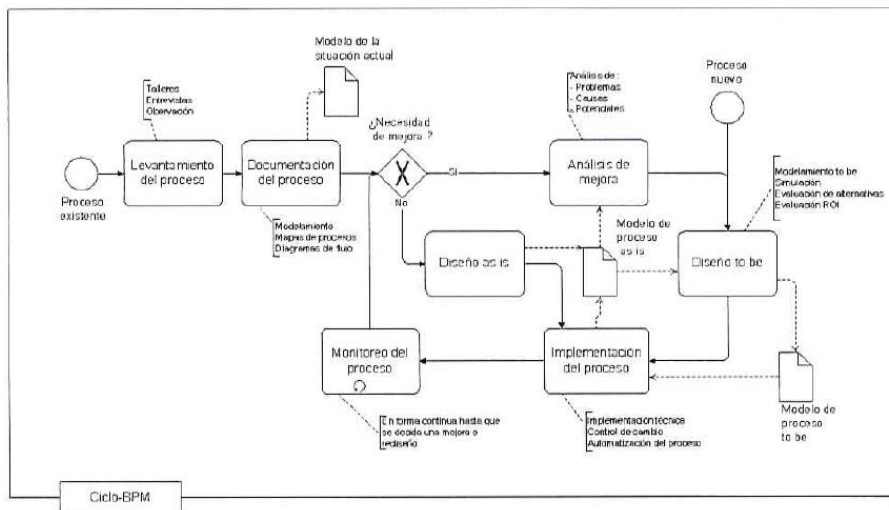 Modelo de la
situación actual
Talleres
Entrevistas
Obervación
¿Necesidad
de mejora ?
Análisis de :
- Problemas
- Causas
- Potenciales
Proceso
nuevo
Levantamiento
del proceso
Documentación
del proceso
Si
Análisis de
mejora
Proceso
existente
Modelamiento
Mapas de procesos
Diagramas de flujo
No
Modelamiento to be
Simulación
Evaluación de alternativas
Evaluación ROI
Diseño as is
Modelo de
proceso
as is
Diseño to be
Monitoreo del
proceso
Implementación
del proceso
En forma continua hasta que
se decida una mejora o
rediseño
Implementación técnica
Control de cambio
Automatización del proceso
Modelo de
proceso
to be
Ciclo-BPM